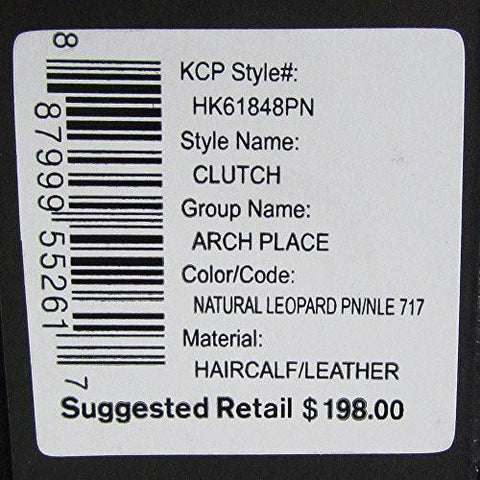 8 87999 55261 7
KCP Style#:
HK61848PN
Style Name:
CLUTCH
Group Name:
ARCH PLACE
Color/Code:
NATURAL LEOPARD PN/NLE 717
Material:
HAIRCALF/LEATHER
Suggested Retail $198.00